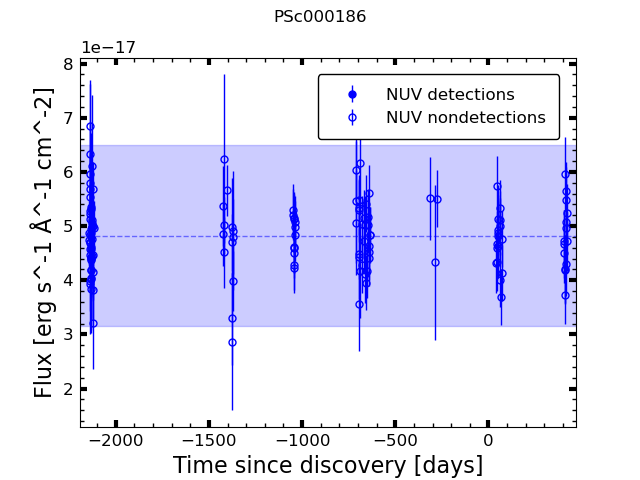 PSc000186
1e−17
8
7
6
5
4
3
2
Flux [erg s^-1 Å^-1 cm^-2]
NUV detections
NUV nondetections
−2000 −1500 −1000 −500 0
Time since discovery [days]